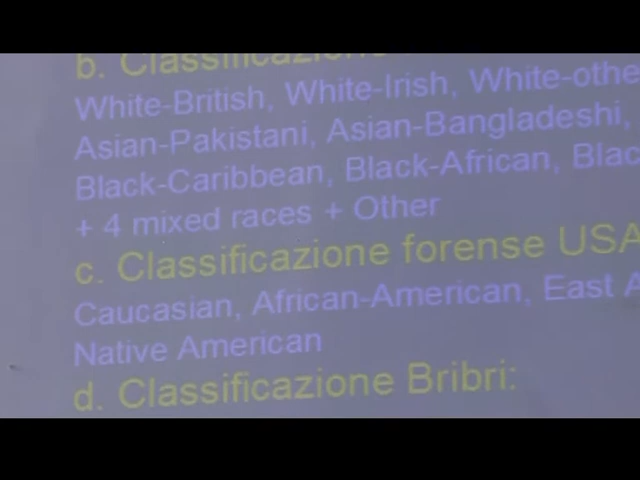 b. Classificazione
White-British, White-Irish, White-othe
Asian-Pakistani, Asian-Bangladeshi,
Black-Caribbean, Black-African, Blac
+ 4 mixed races + Other
c. Classificazione forense USA
Caucasian, African-American, East A
Native American
d. Classificazione Bribri: